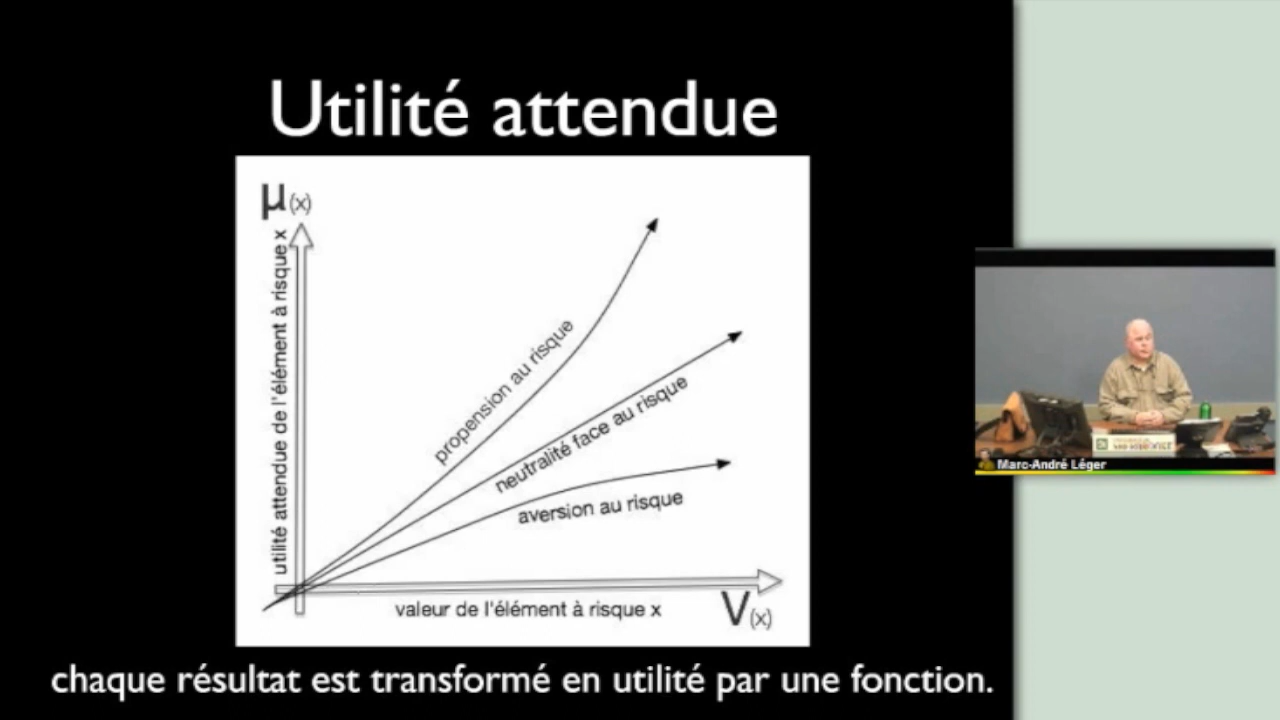 Utilité attendue
μ(x)
utilité attendue de l'élément à risque x
propension au risque
neutralité face au risque
aversion au risque
valeur de l'élément à risque x
V(x)
chaque résultat est transformé en utilité par une fonction.
Marc-André Léger